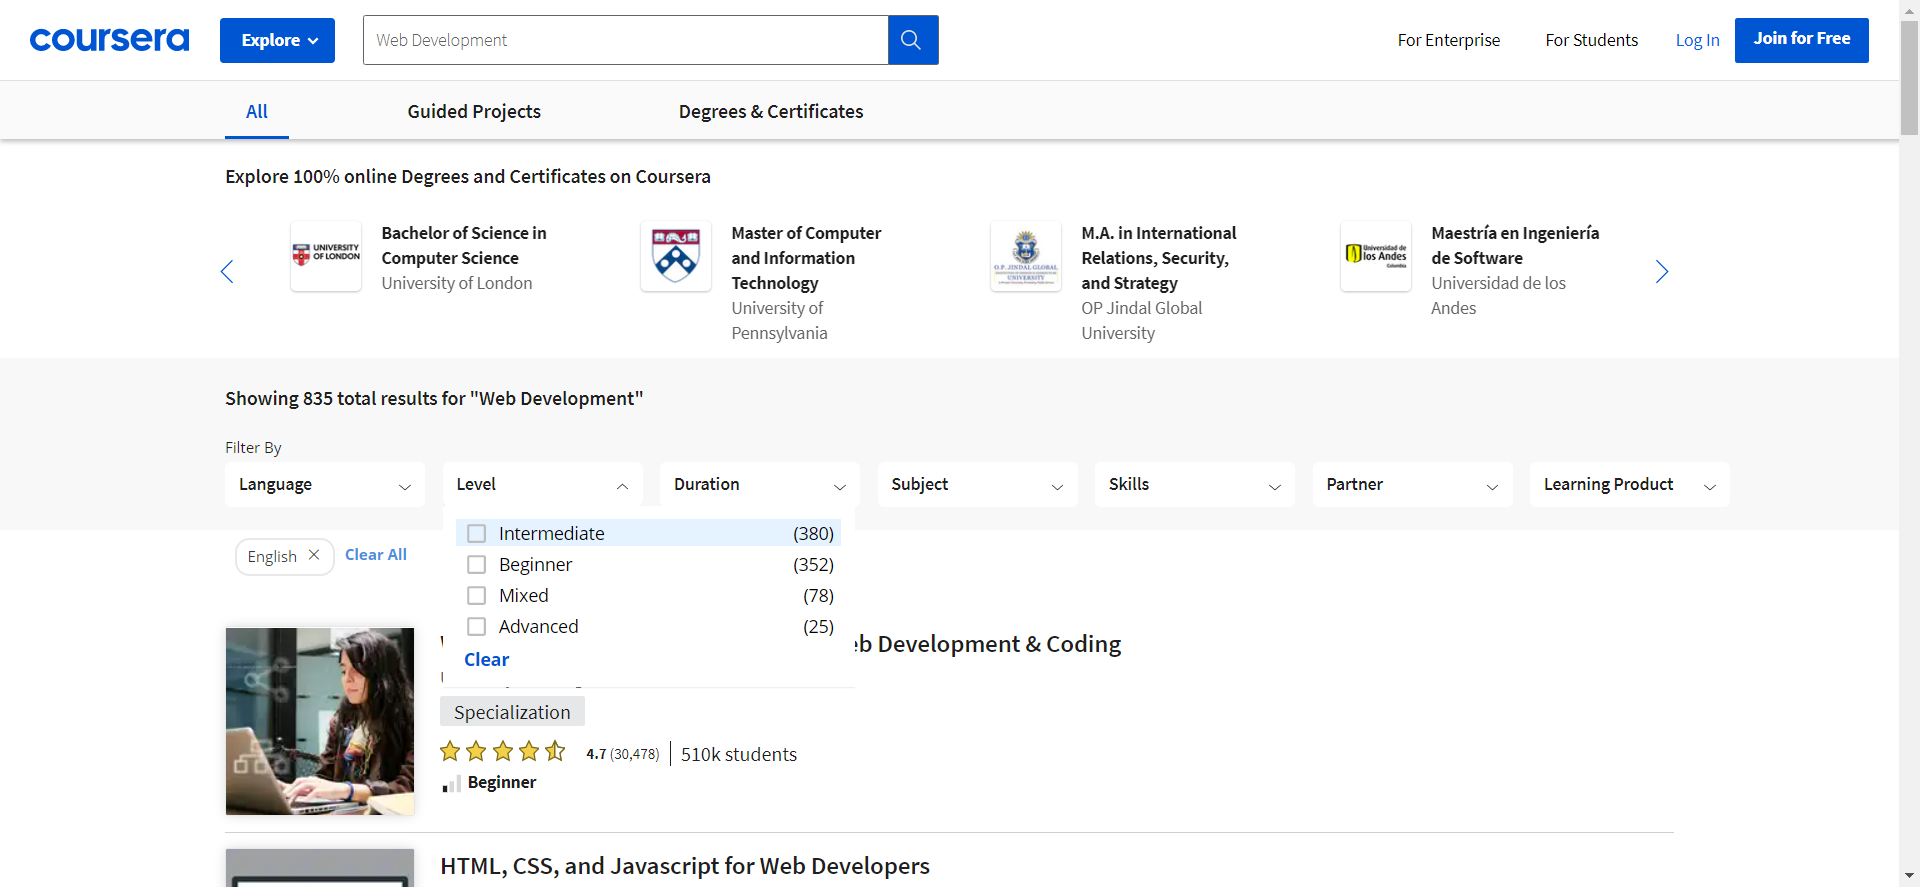 coursera
Explore
Web Development
For Enterprise
For Students
Log In
Join for Free
All
Guided Projects
Degrees & Certificates
Explore 100% online Degrees and Certificates on Coursera
UNIVERSITY
OF LONDON
Bachelor of Science in
Computer Science
University of London
Master of Computer
and Information
Technology
University of
Pennsylvania
O.P. JINDAL GLOBAL
UNIVERSITY
M.A. in International
Relations, Security,
and Strategy
OP Jindal Global
University
Universidad de
los Andes
Colombia
Maestría en Ingeniería
de Software
Universidad de los
Andes
Showing 835 total results for "Web Development"
Filter By
Language
Level
Duration
Subject
Skills
Partner
Learning Product
Intermediate (380)
Beginner (352)
Mixed (78)
Advanced (25)
Clear
English
Clear All
Development & Coding
Specialization
4.7 (30,478) 510k students
Beginner
HTML, CSS, and Javascript for Web Developers